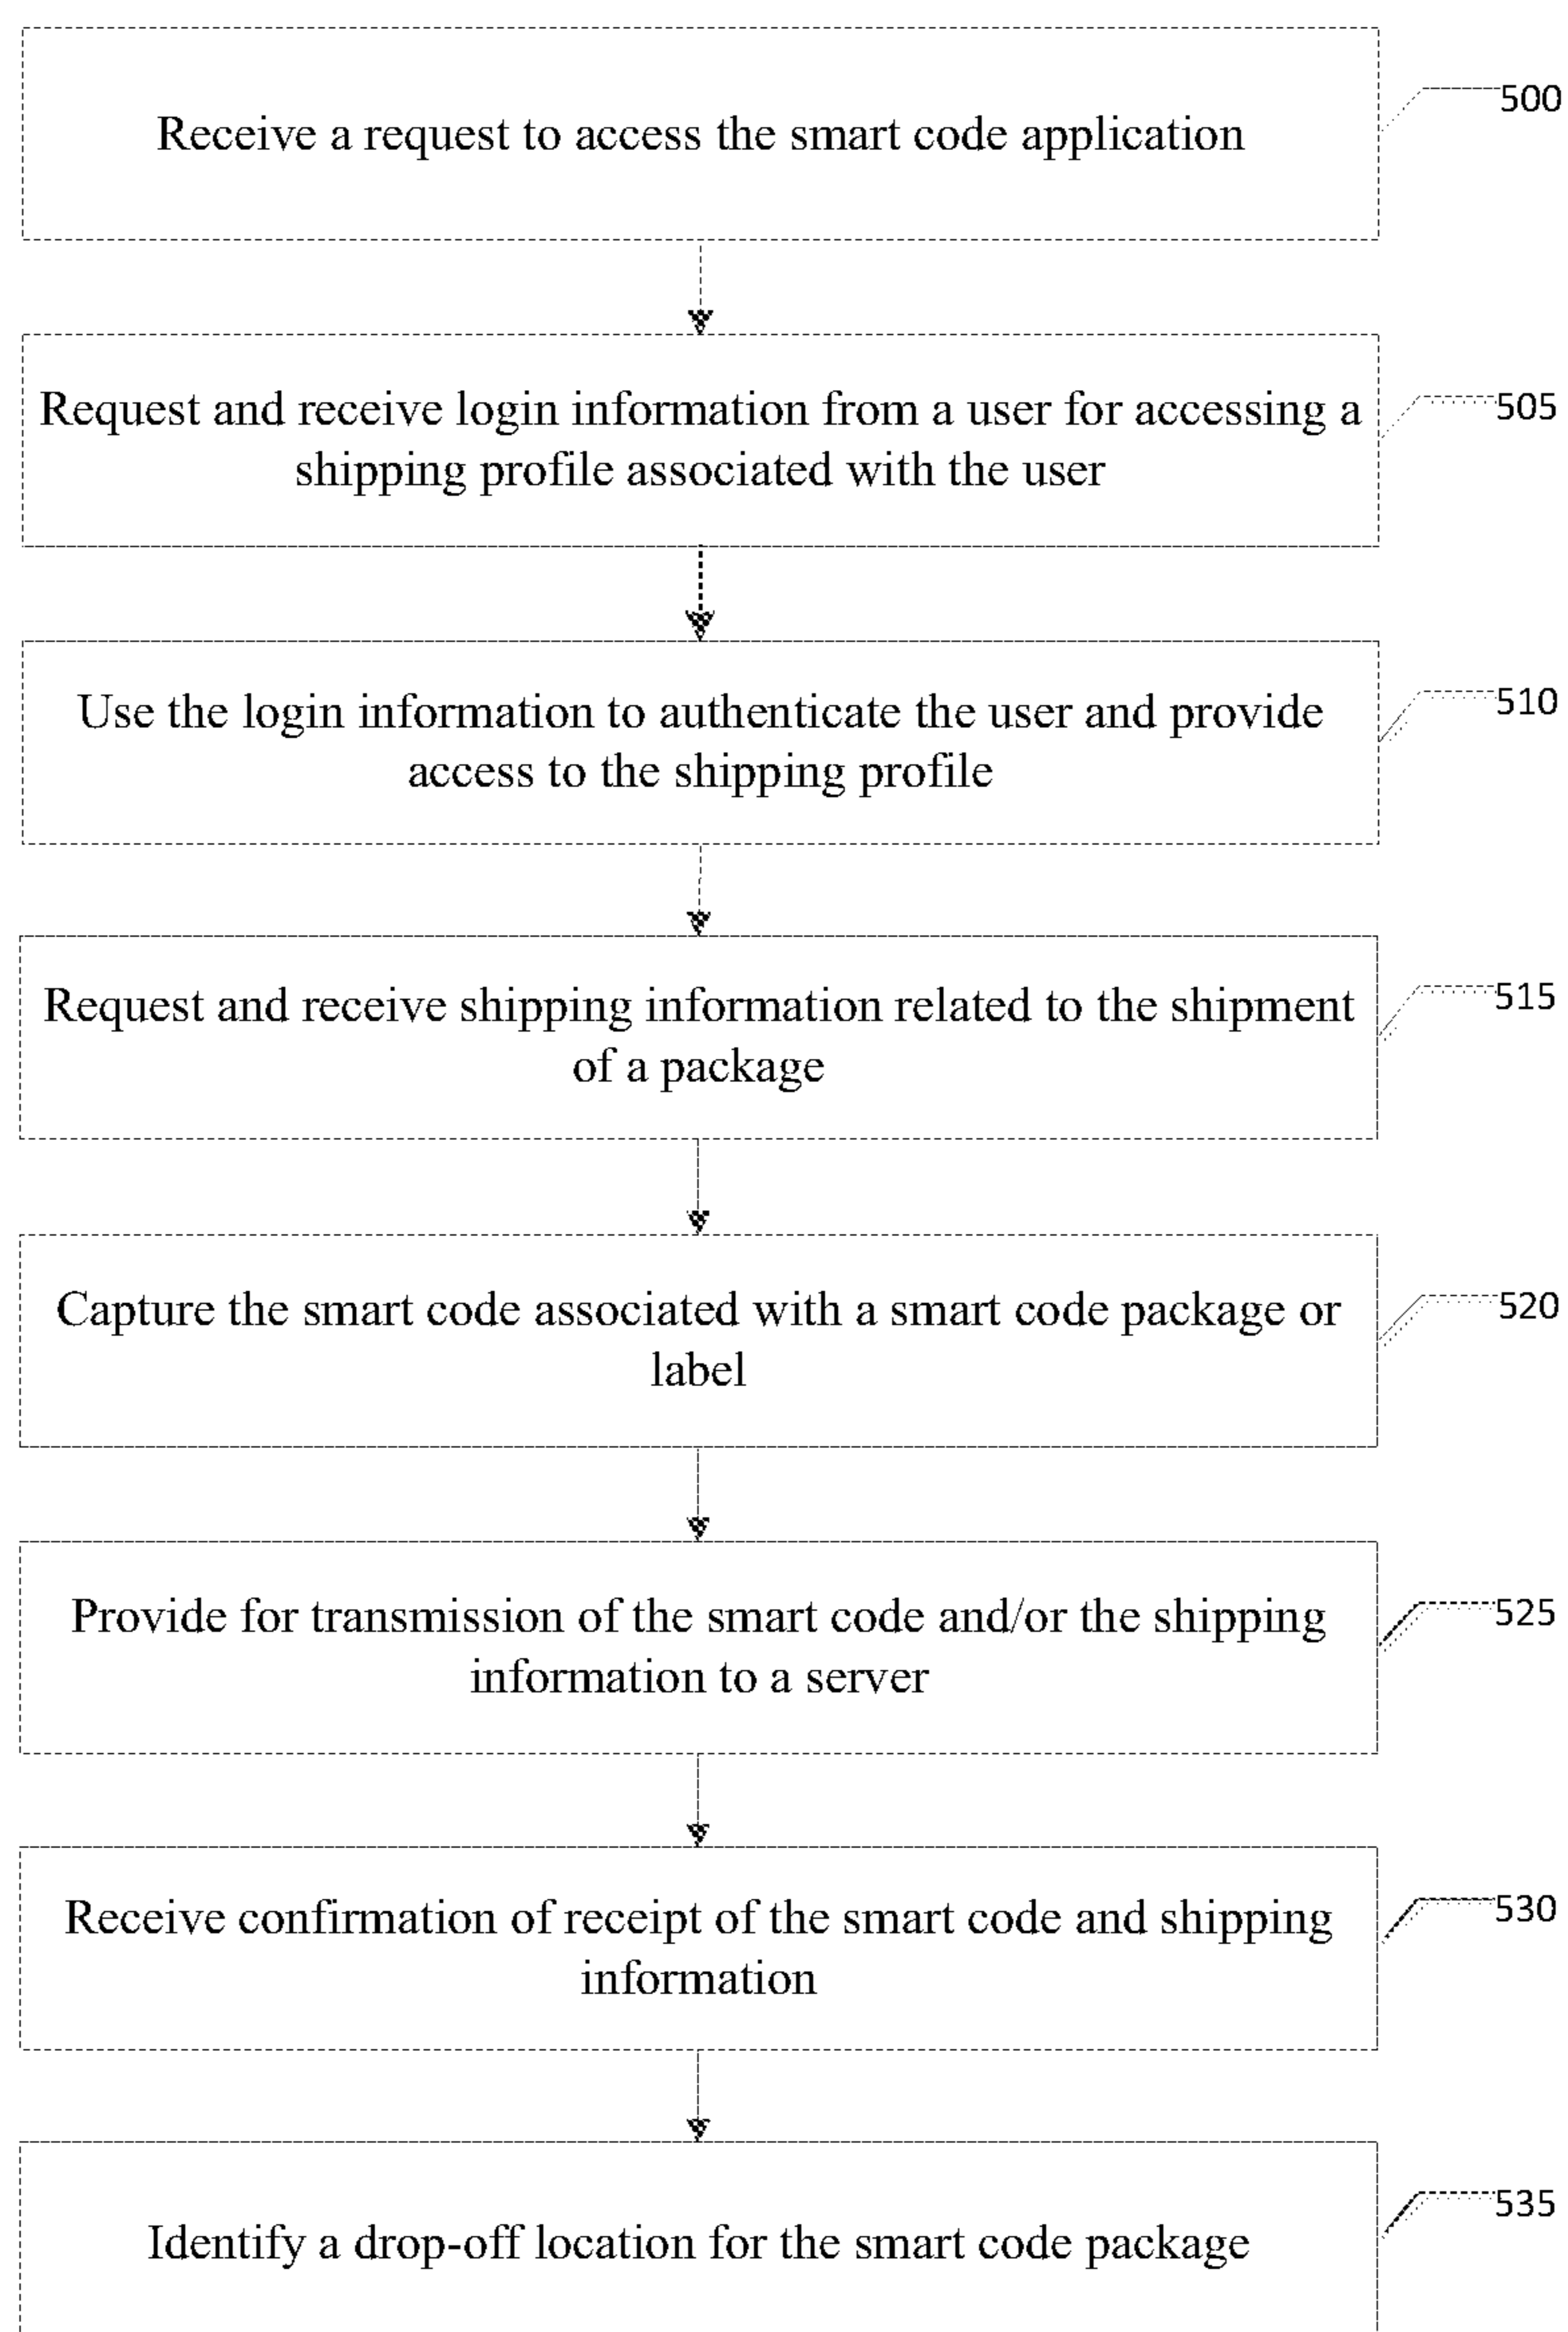 Receive a request to access the smart code application
500
Request and receive login information from a user for accessing a
shipping profile associated with the user
505
Use the login information to authenticate the user and provide
access to the shipping profile
510
Request and receive shipping information related to the shipment
of a package
515
Capture the smart code associated with a smart code package or
label
520
Provide for transmission of the smart code and/or the shipping
information to a server
525
Receive confirmation of receipt of the smart code and shipping
information
530
Identify a drop-off location for the smart code package
535